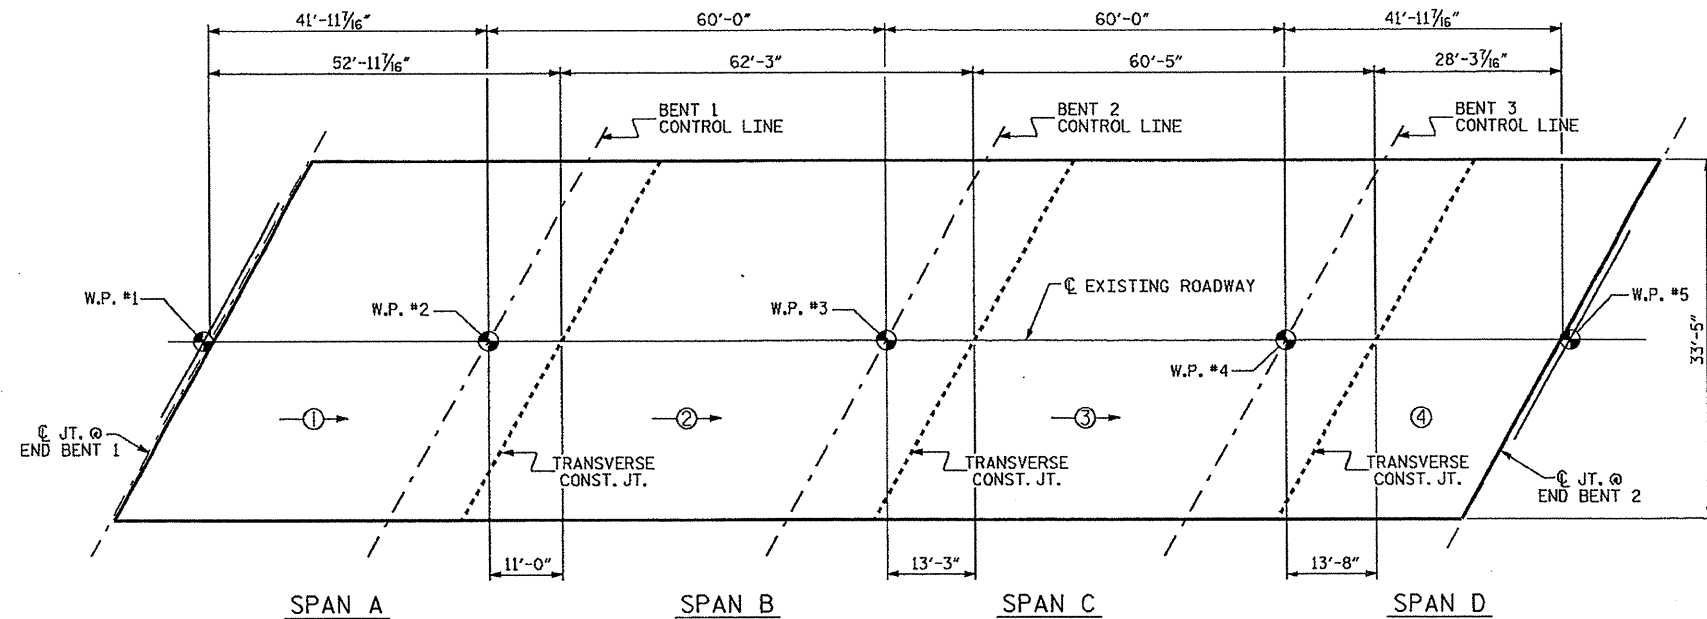 41'-11 7/16" 60'-0" 60'-0" 41'-11 7/16"
52'-11 7/16" 62'-3" 60'-5" 28'-3 7/16"
BENT 1
CONTROL LINE
BENT 2
CONTROL LINE
BENT 3
CONTROL LINE
W.P. #1
W.P. #2
W.P. #3
℄ EXISTING ROADWAY
W.P. #4
W.P. #5
33'-5"
1 2 3 4
℄ JT. @
END BENT 1
TRANSVERSE
CONST. JT.
TRANSVERSE
CONST. JT.
TRANSVERSE
CONST. JT.
℄ JT. @
END BENT 2
11'-0" 13'-3" 13'-8"
SPAN A SPAN B SPAN C SPAN D